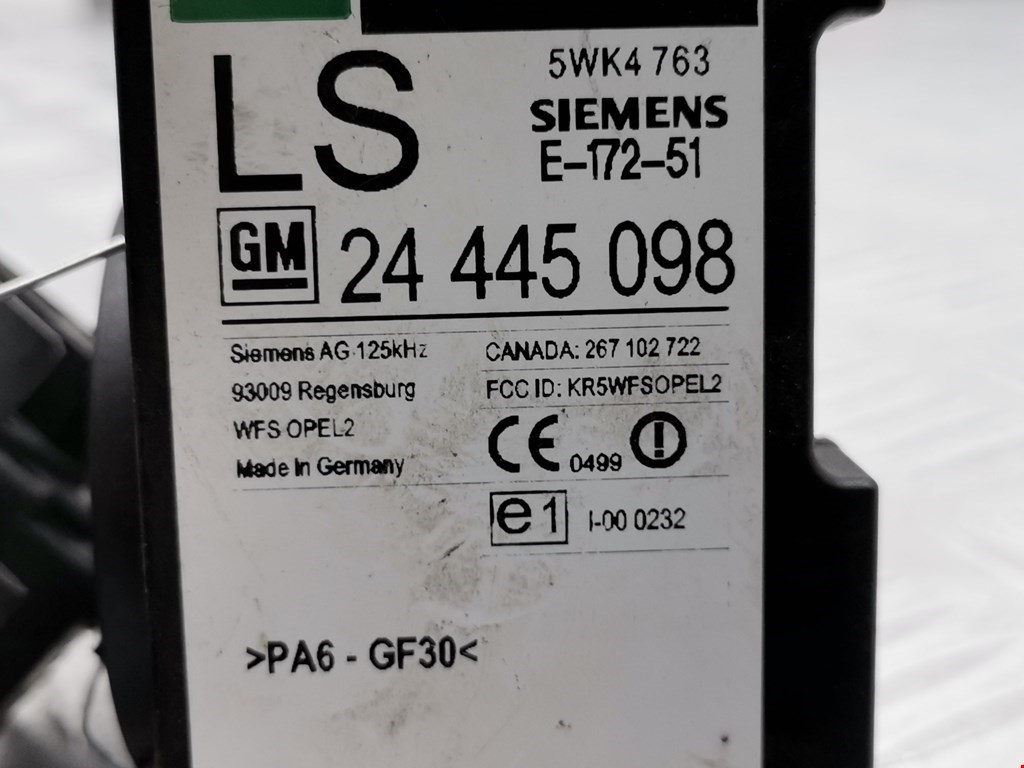 LS
5WK4 763
SIEMENS
E-172-51
GM 24 445 098
Siemens AG 125kHz
93009 Regensburg
WFS OPEL2
Made In Germany
CANADA: 267 102 722
FCC ID: KR5WFSOPEL2
CE 0499
e1 I-00 0232
>PA6 - GF30<